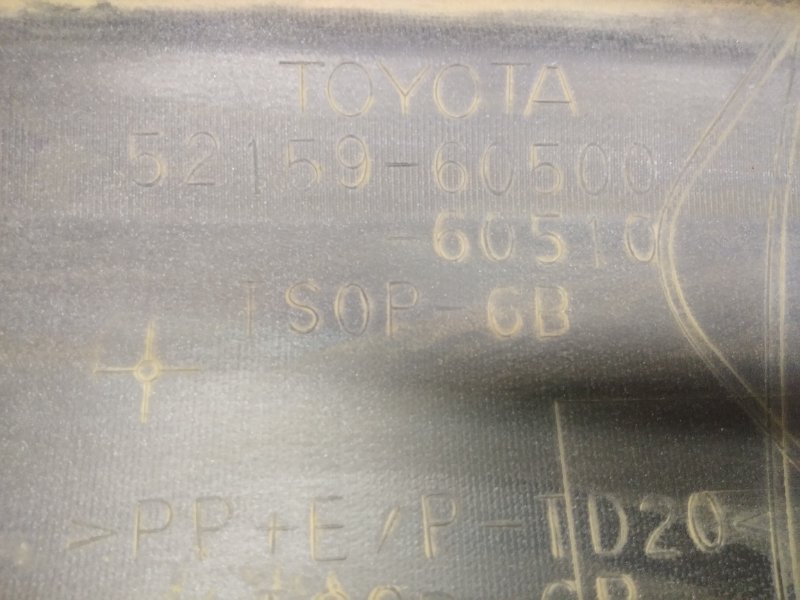 TOYOTA
52159-60500
-60510
TSOP-6B
>PP+E/P-TD20<